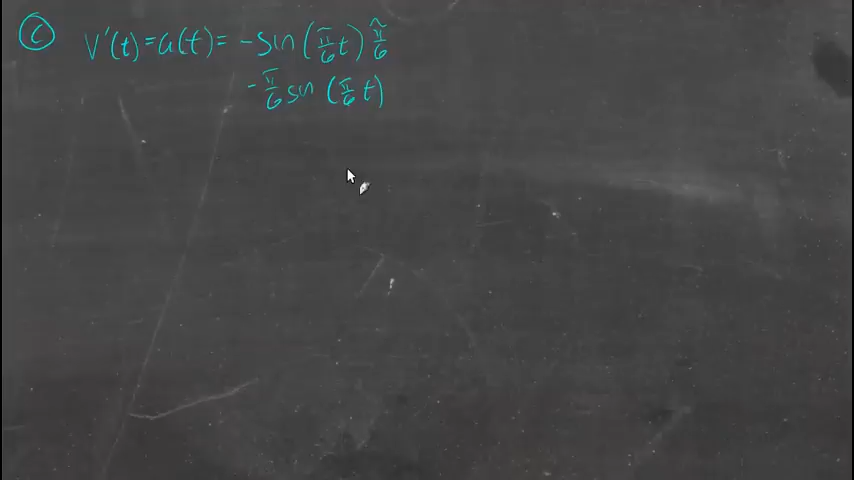 ⓒ V'(t) = a(t) = -sin(π/6 t) π/6
-π/6 sin (π/6 t)